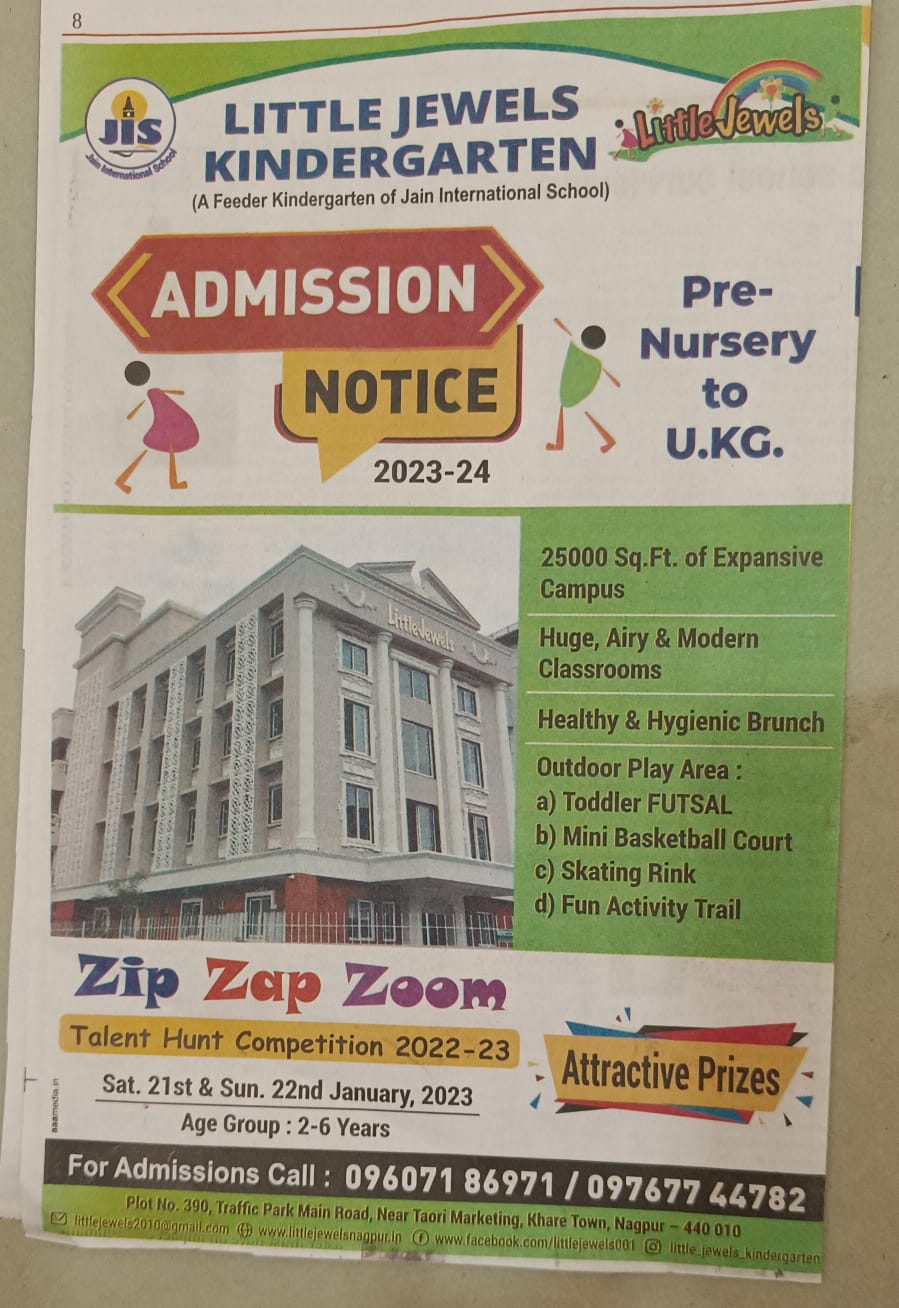 8
JIS
Jain International School
LITTLE JEWELS
KINDERGARTEN
(A Feeder Kindergarten of Jain International School)
Little Jewels
ADMISSION
NOTICE
2023-24
Pre-
Nursery
to
U.KG.
Little Jewels
25000 Sq.Ft. of Expansive
Campus
Huge, Airy & Modern
Classrooms
Healthy & Hygienic Brunch
Outdoor Play Area :
a) Toddler FUTSAL
b) Mini Basketball Court
c) Skating Rink
d) Fun Activity Trail
Zip Zap Zoom
Talent Hunt Competition 2022-23
Sat. 21st & Sun. 22nd January, 2023
Age Group : 2-6 Years
Attractive Prizes
aaamedia.in
For Admissions Call : 096071 86971 / 097677 44782
Plot No. 390, Traffic Park Main Road, Near Taori Marketing, Khare Town, Nagpur – 440 010
littlejewels2010@gmail.com www.littlejewelsnagpur.in www.facebook.com/littlejewels001 little_jewels_kindergarten